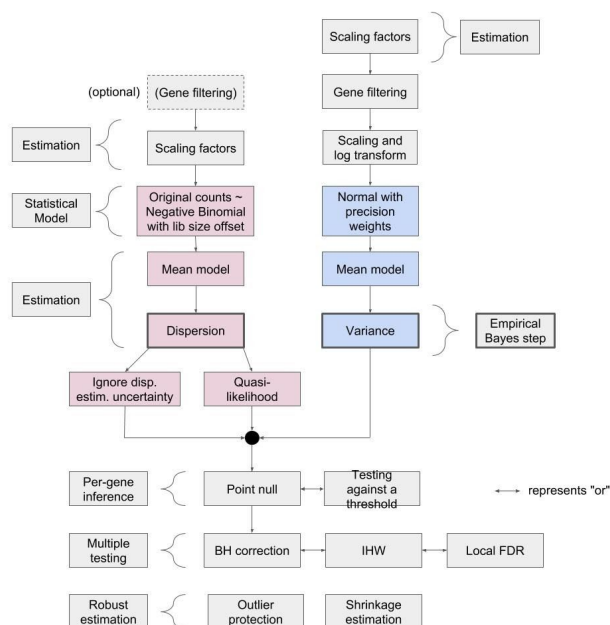 Scaling factors
Estimation
(optional)
(Gene filtering)
Gene filtering
Estimation
Scaling factors
Scaling and
log transform
Statistical
Model
Original counts ~
Negative Binomial
with lib size offset
Normal with
precision
weights
Estimation
Mean model
Mean model
Dispersion
Variance
Empirical
Bayes step
Ignore disp.
estim. uncertainty
Quasi-
likelihood
Per-gene
inference
Point null
Testing
against a
threshold
represents "or"
Multiple
testing
BH correction
IHW
Local FDR
Robust
estimation
Outlier
protection
Shrinkage
estimation